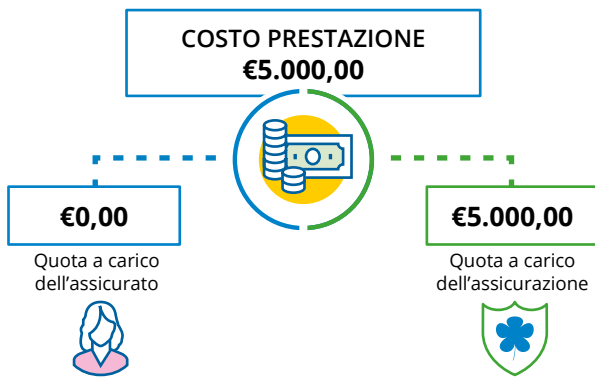 COSTO PRESTAZIONE
€5.000,00
€0,00
Quota a carico
dell'assicurato
€5.000,00
Quota a carico
dell'assicurazione